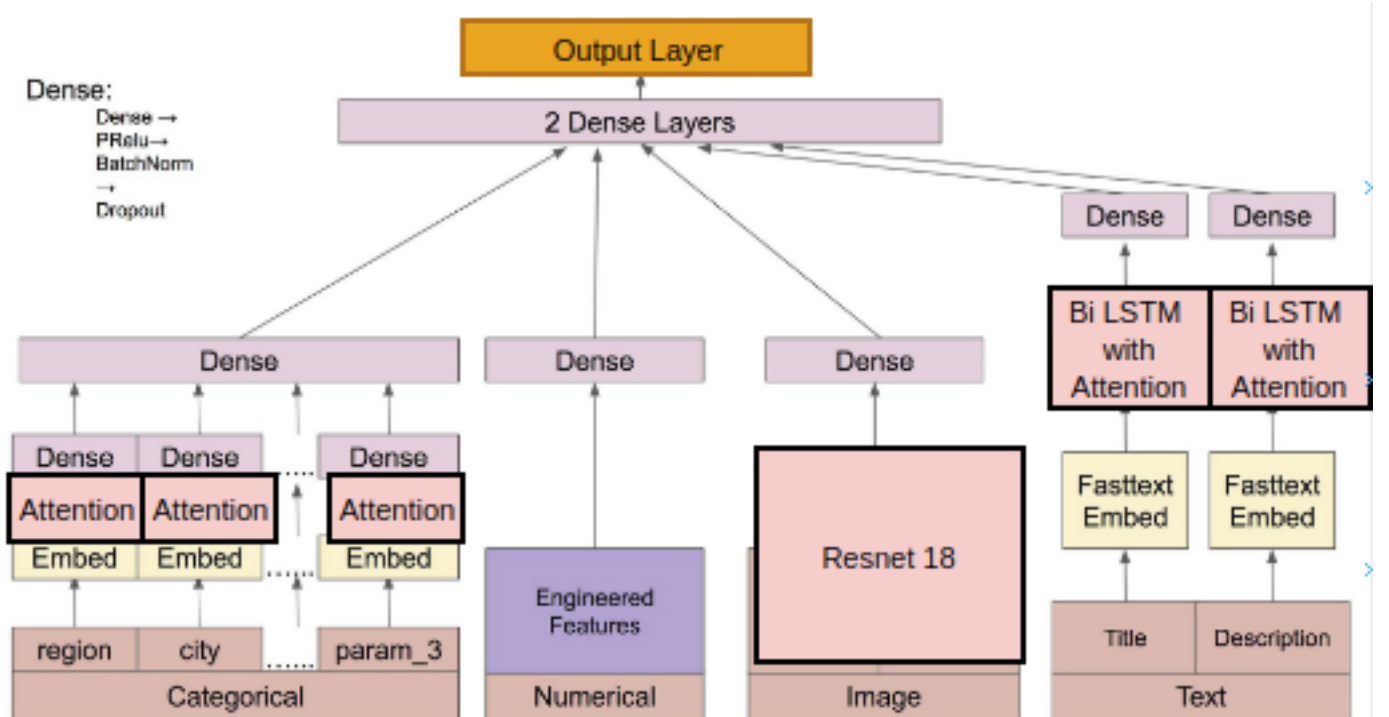 Output Layer
Dense:
Dense →
PRelu→
BatchNorm
→
Dropout
2 Dense Layers
Dense Dense
Bi LSTM with Attention Bi LSTM with Attention
Dense Dense Dense
Dense Dense Dense
Attention Attention Attention
Embed Embed Embed
Fasttext Embed Fasttext Embed
Resnet 18
Engineered Features
region city param_3
Title Description
Categorical Numerical Image Text